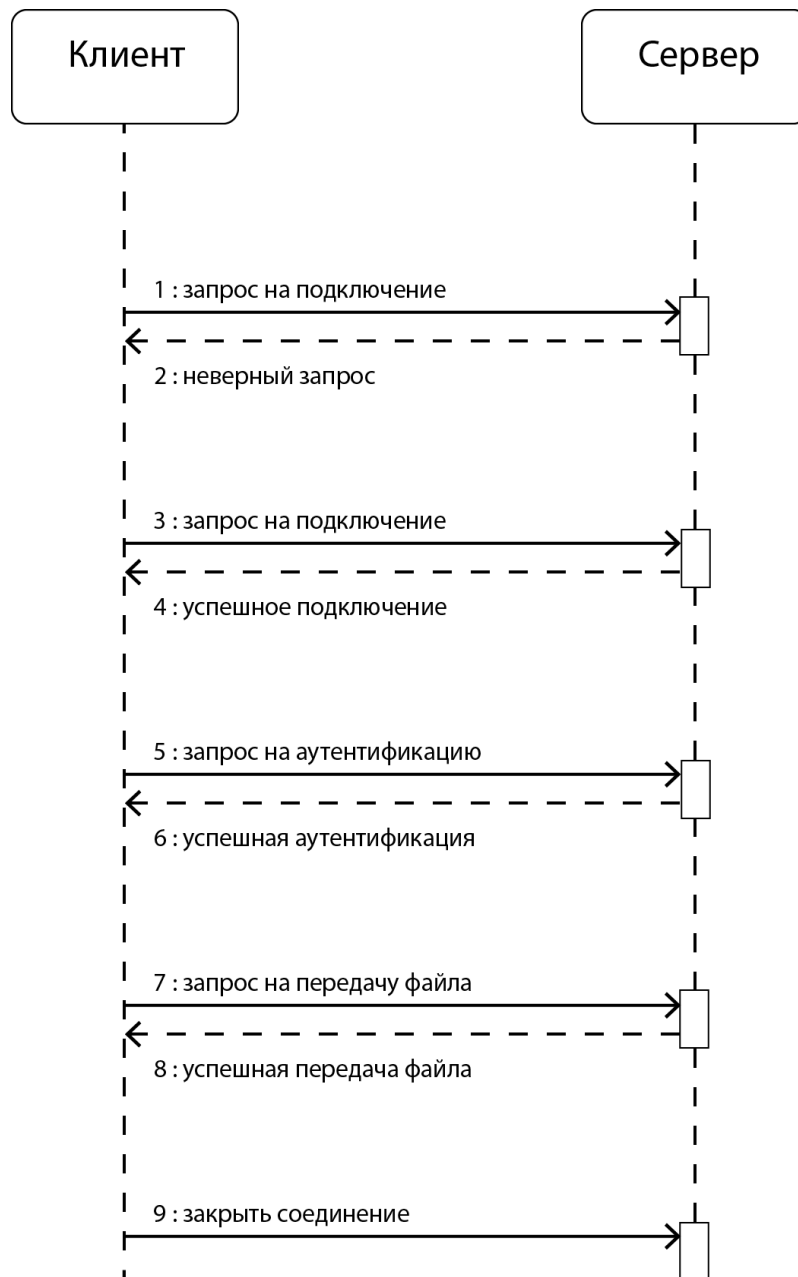 Клиент
Сервер
1 : запрос на подключение
2 : неверный запрос
3 : запрос на подключение
4 : успешное подключение
5 : запрос на аутентификацию
6 : успешная аутентификация
7 : запрос на передачу файла
8 : успешная передача файла
9 : закрыть соединение